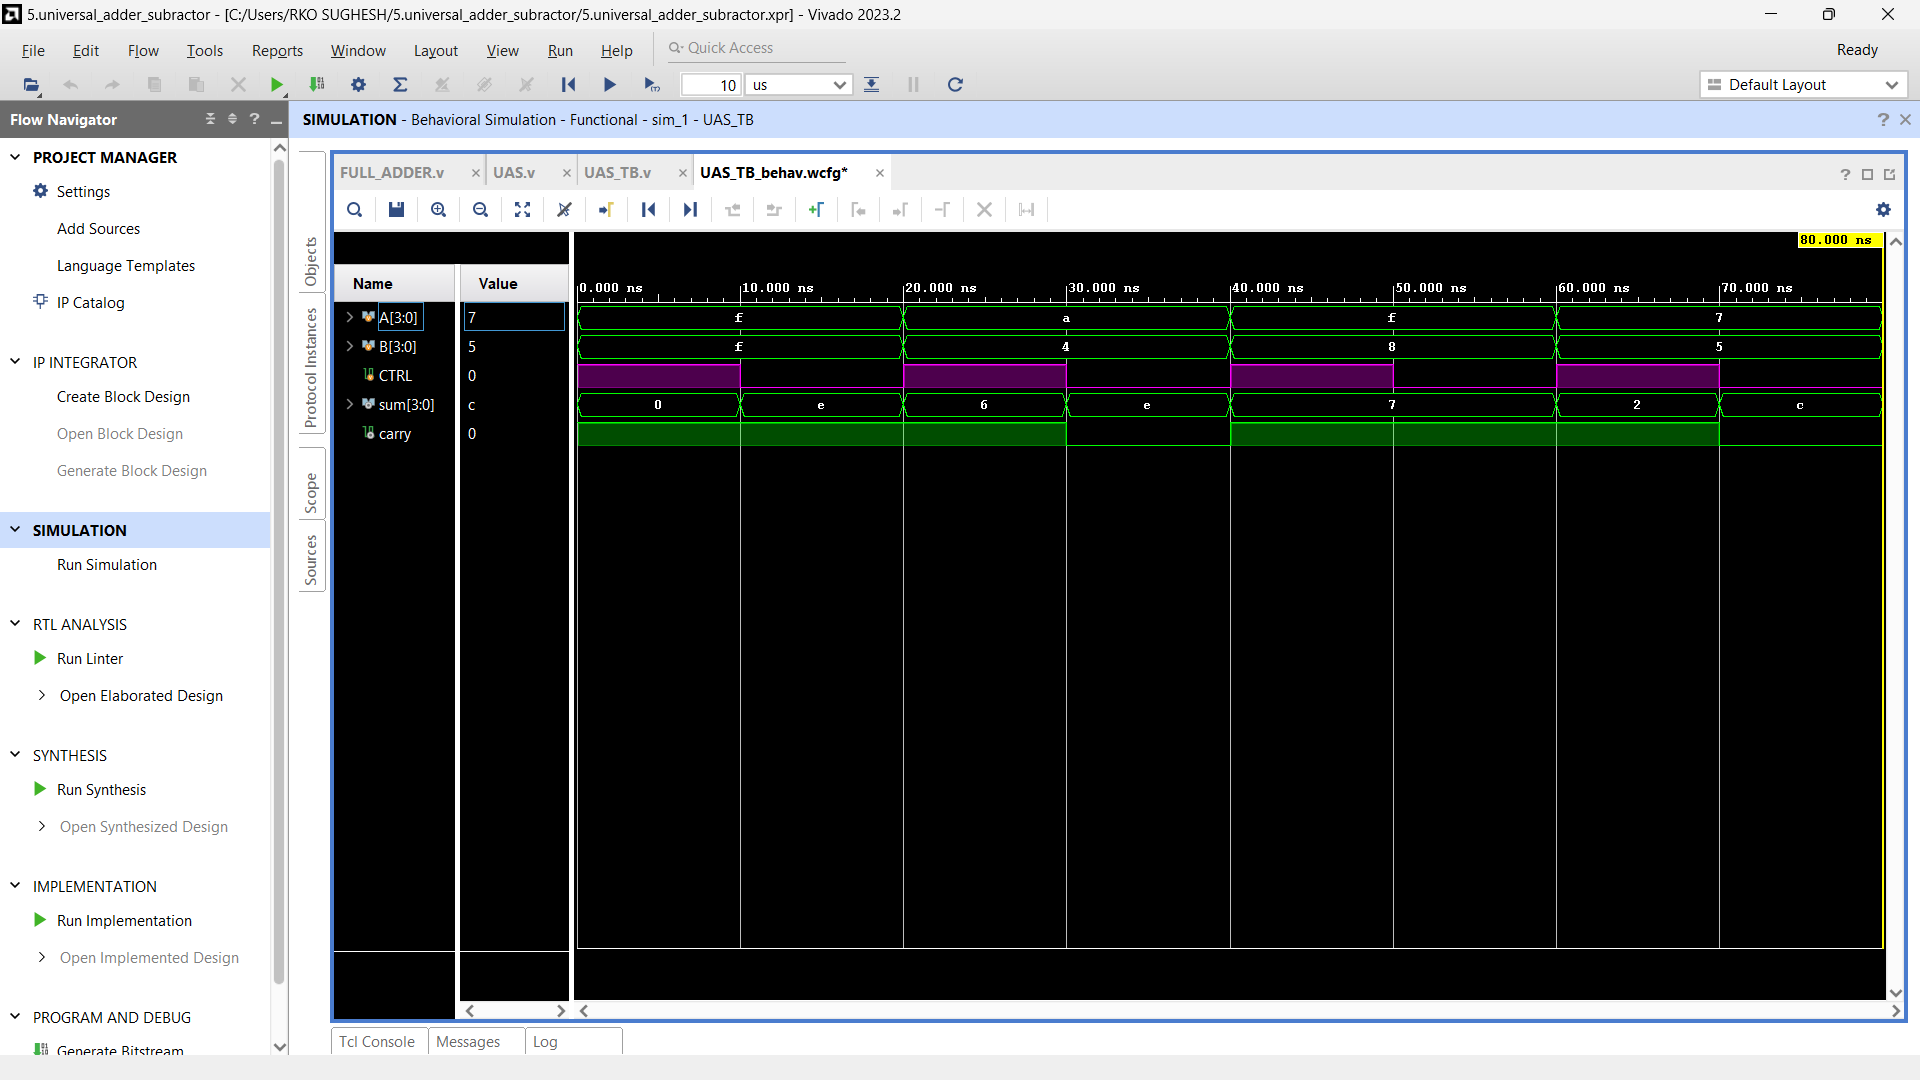 5.universal_adder_subractor - [C:/Users/RKO SUGHESH/5.universal_adder_subractor/5.universal_adder_subractor.xpr] - Vivado 2023.2
File Edit Flow Tools Reports Window Layout View Run Help Quick Access Ready
10 us Default Layout
Flow Navigator
SIMULATION - Behavioral Simulation - Functional - sim_1 - UAS_TB
PROJECT MANAGER
Settings
Add Sources
Language Templates
IP Catalog
IP INTEGRATOR
Create Block Design
Open Block Design
Generate Block Design
SIMULATION
Run Simulation
RTL ANALYSIS
Run Linter
Open Elaborated Design
SYNTHESIS
Run Synthesis
Open Synthesized Design
IMPLEMENTATION
Run Implementation
Open Implemented Design
PROGRAM AND DEBUG
Generate Bitstream
Objects
Protocol Instances
Scope
Sources
FULL_ADDER.v UAS.v UAS_TB.v UAS_TB_behav.wcfg*
80.000 ns
Name Value
0.000 ns 10.000 ns 20.000 ns 30.000 ns 40.000 ns 50.000 ns 60.000 ns 70.000 ns
A[3:0] 7 f a f 7
B[3:0] 5 f 4 8 5
CTRL 0
sum[3:0] c 0 e 6 e 7 2 c
carry 0
Tcl Console Messages Log